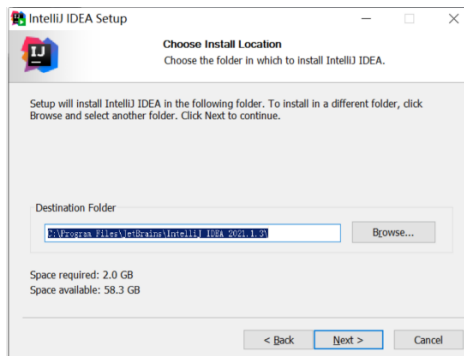 IntelliJ IDEA Setup
IJ
Choose Install Location
Choose the folder in which to install IntelliJ IDEA.
Setup will install IntelliJ IDEA in the following folder. To install in a different folder, click
Browse and select another folder. Click Next to continue.
Destination Folder
C:\Program Files\JetBrains\IntelliJ IDEA 2021.1.3\
Browse...
Space required: 2.0 GB
Space available: 58.3 GB
< Back
Next >
Cancel